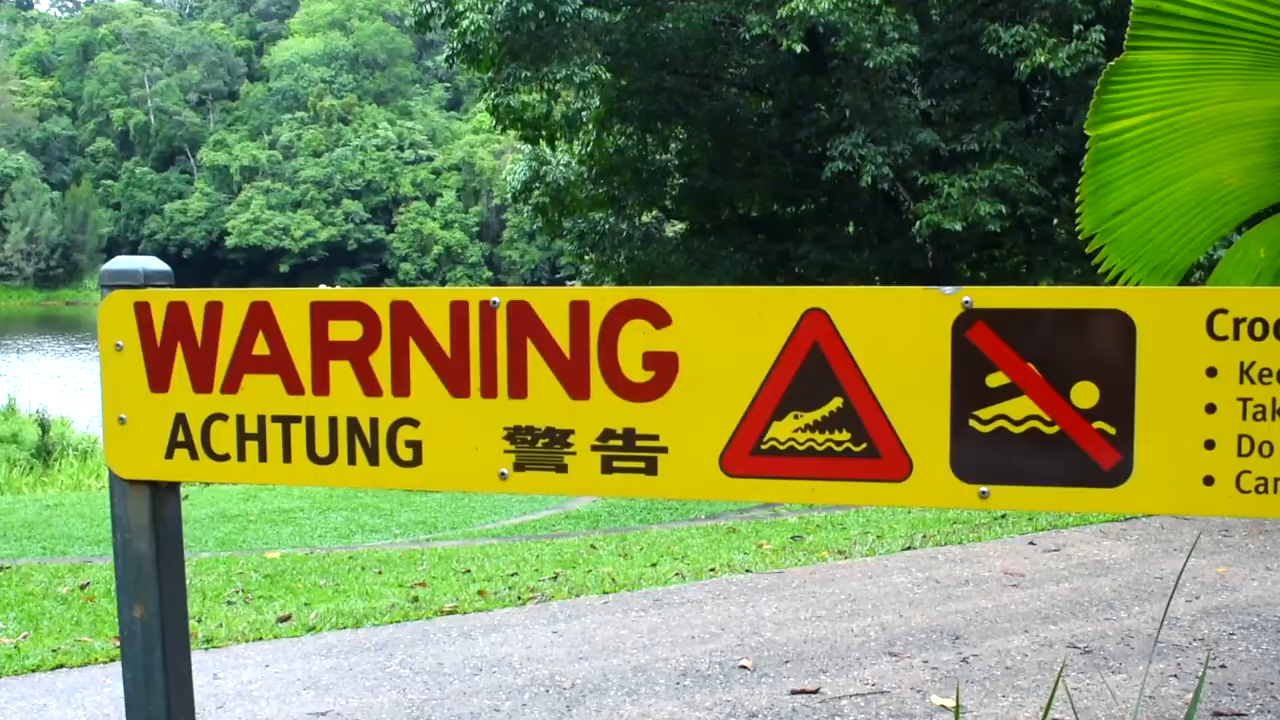 WARNING
ACHTUNG 警告
Croc
• Kee
• Tak
• Do
• Car